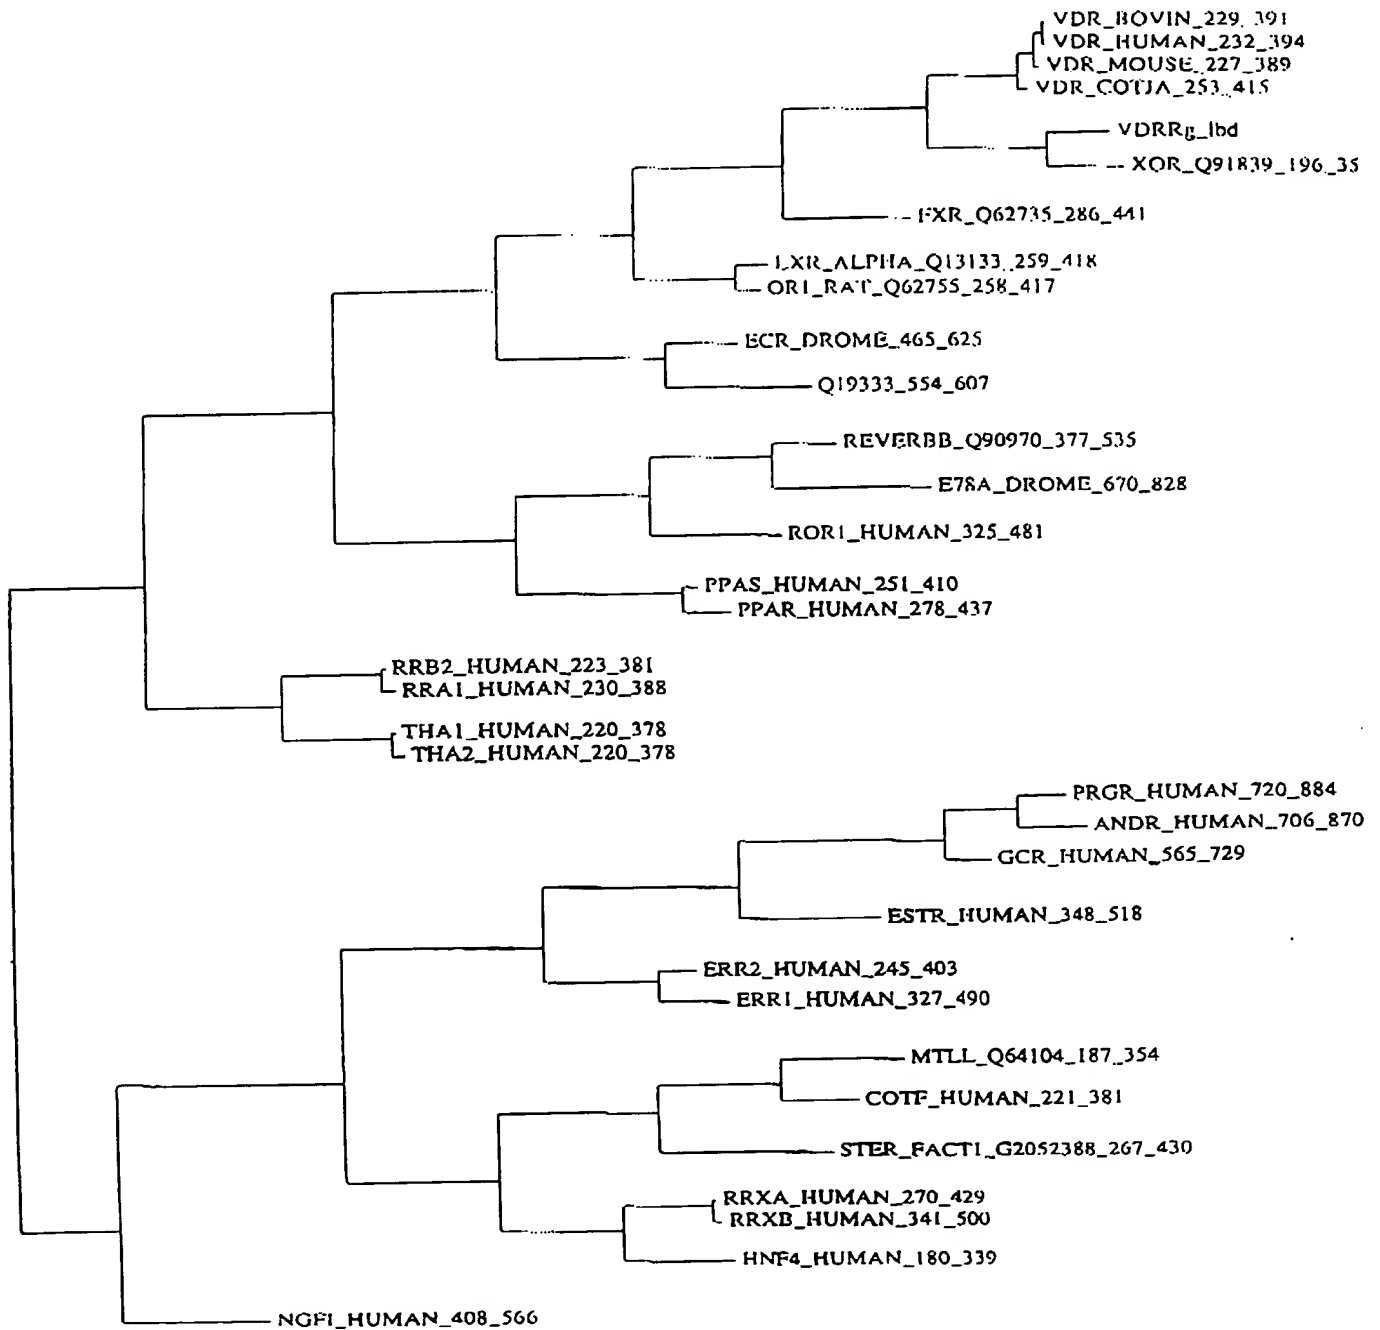 VDR_BOVIN_229_391
VDR_HUMAN_232_394
VDR_MOUSE_227_389
VDR_COTJA_253_415
VDRRg_lbd
XOR_Q91839_196_35
FXR_Q62735_286_441
LXR_ALPHA_Q13133_259_418
OR1_RAT_Q62755_258_417
ECR_DROME_465_625
Q19333_554_607
REVERBB_Q90970_377_535
E78A_DROME_670_828
ROR1_HUMAN_325_481
PPAS_HUMAN_251_410
PPAR_HUMAN_278_437
RRB2_HUMAN_223_381
RRA1_HUMAN_230_388
THA1_HUMAN_220_378
THA2_HUMAN_220_378
PRGR_HUMAN_720_884
ANDR_HUMAN_706_870
GCR_HUMAN_565_729
ESTR_HUMAN_348_518
ERR2_HUMAN_245_403
ERR1_HUMAN_327_490
MTLL_Q64104_187_354
COTF_HUMAN_221_381
STER_FACT1_G2052388_267_430
RRXA_HUMAN_270_429
RRXB_HUMAN_341_500
HNF4_HUMAN_180_339
NGFI_HUMAN_408_566